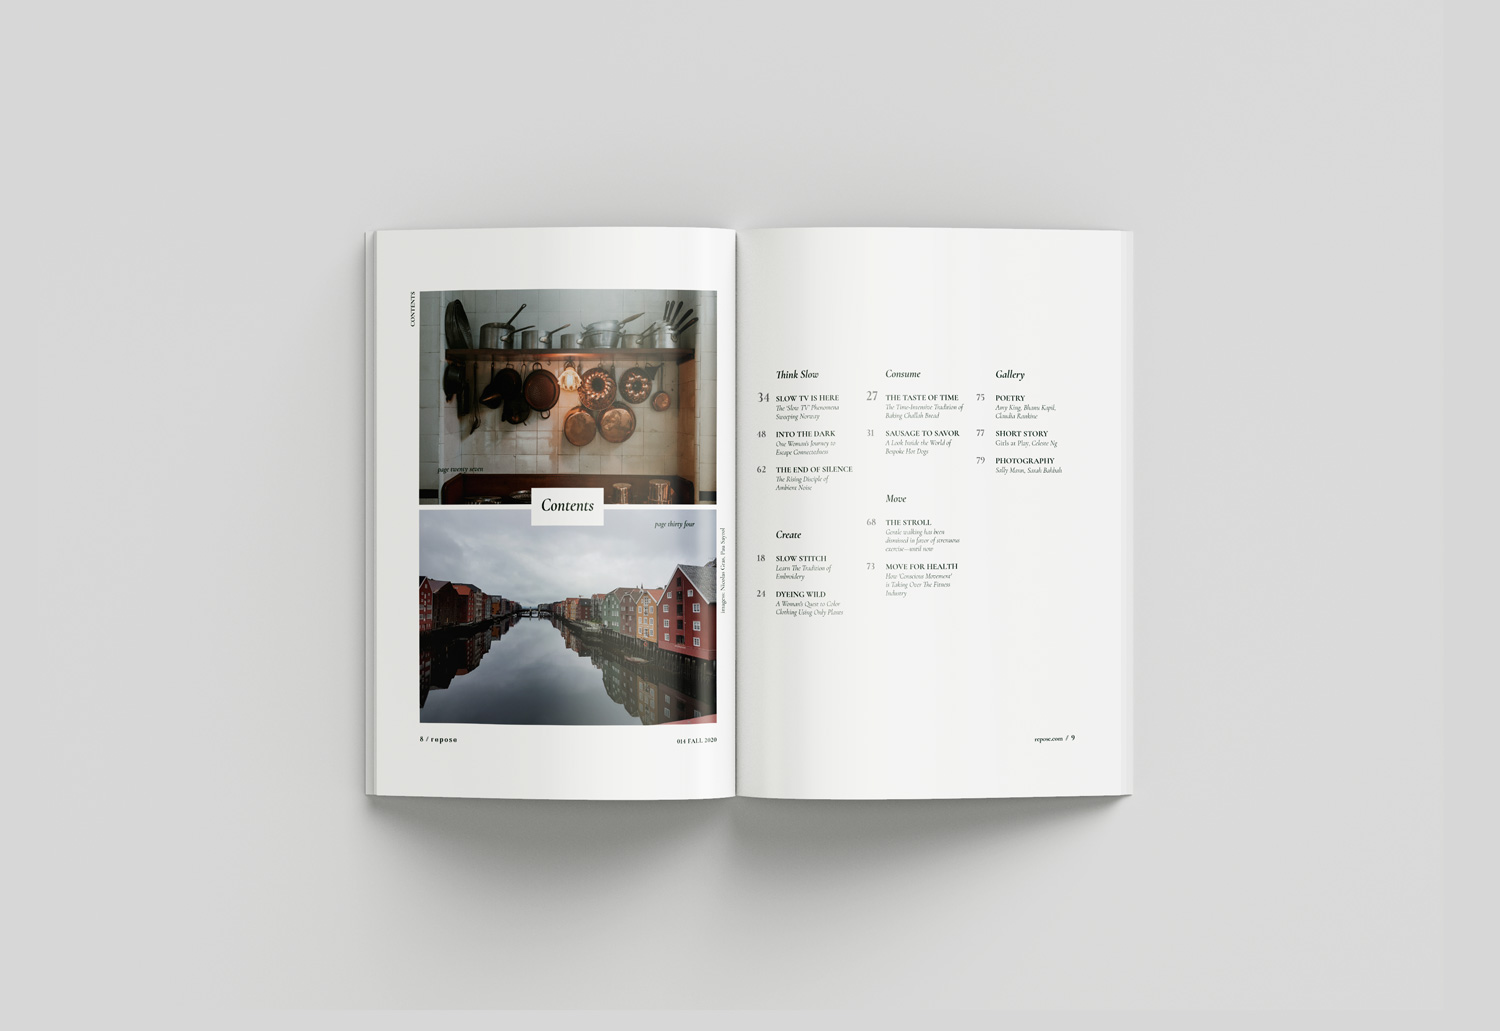 CONTENTS
page twenty seven
Contents
page thirty four
images: Nicolas Gras, Pau Sayrol
8 / repose
014 FALL 2020
Think Slow
34 SLOW TV IS HERE
The 'Slow TV' Phenomena
Sweeping Norway
48 INTO THE DARK
One Woman's Journey to
Escape Connectedness
62 THE END OF SILENCE
The Rising Disciple of
Ambient Noise
Create
18 SLOW STITCH
Learn The Tradition of
Embroidery
24 DYEING WILD
A Woman's Quest to Color
Clothing Using Only Plants
Consume
27 THE TASTE OF TIME
The Time-Intensive Tradition of
Baking Challah Bread
31 SAUSAGE TO SAVOR
A Look Inside the World of
Bespoke Hot Dogs
Move
68 THE STROLL
Gentle walking has been
dismissed in favor of strenuous
exercise—until now
73 MOVE FOR HEALTH
How 'Conscious Movement'
is Taking Over The Fitness
Industry
Gallery
75 POETRY
Amy King, Bhanu Kapil,
Claudia Rankine
77 SHORT STORY
Girls at Play, Celeste Ng
79 PHOTOGRAPHY
Sally Mann, Sarah Bahbah
repose.com / 9